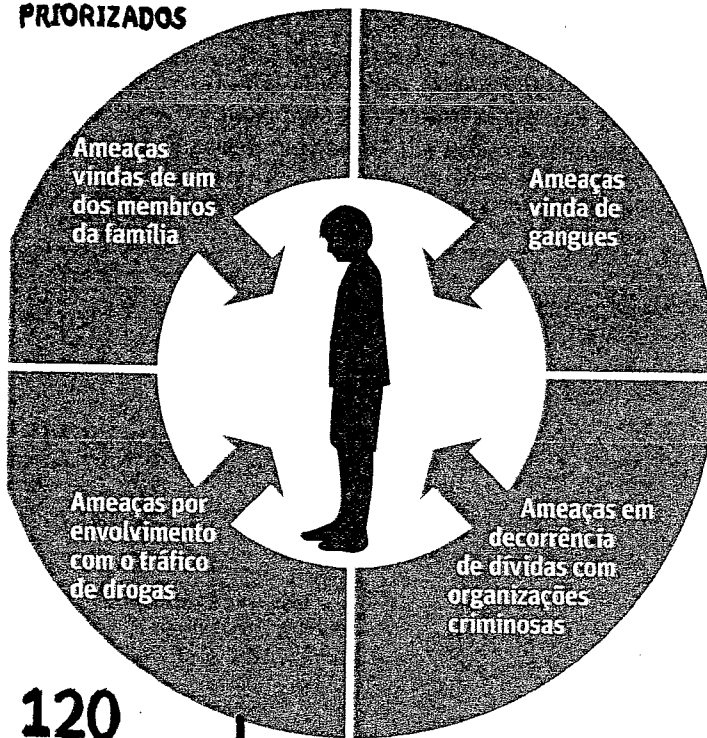 PRIORIZADOS
Ameaças
vindas de um
dos membros
da família
Ameaças
vinda de
gangues
Ameaças por
envolvimento
com o tráfico
de drogas
Ameaças em
decorrência
de dívidas com
organizações
criminosas
120